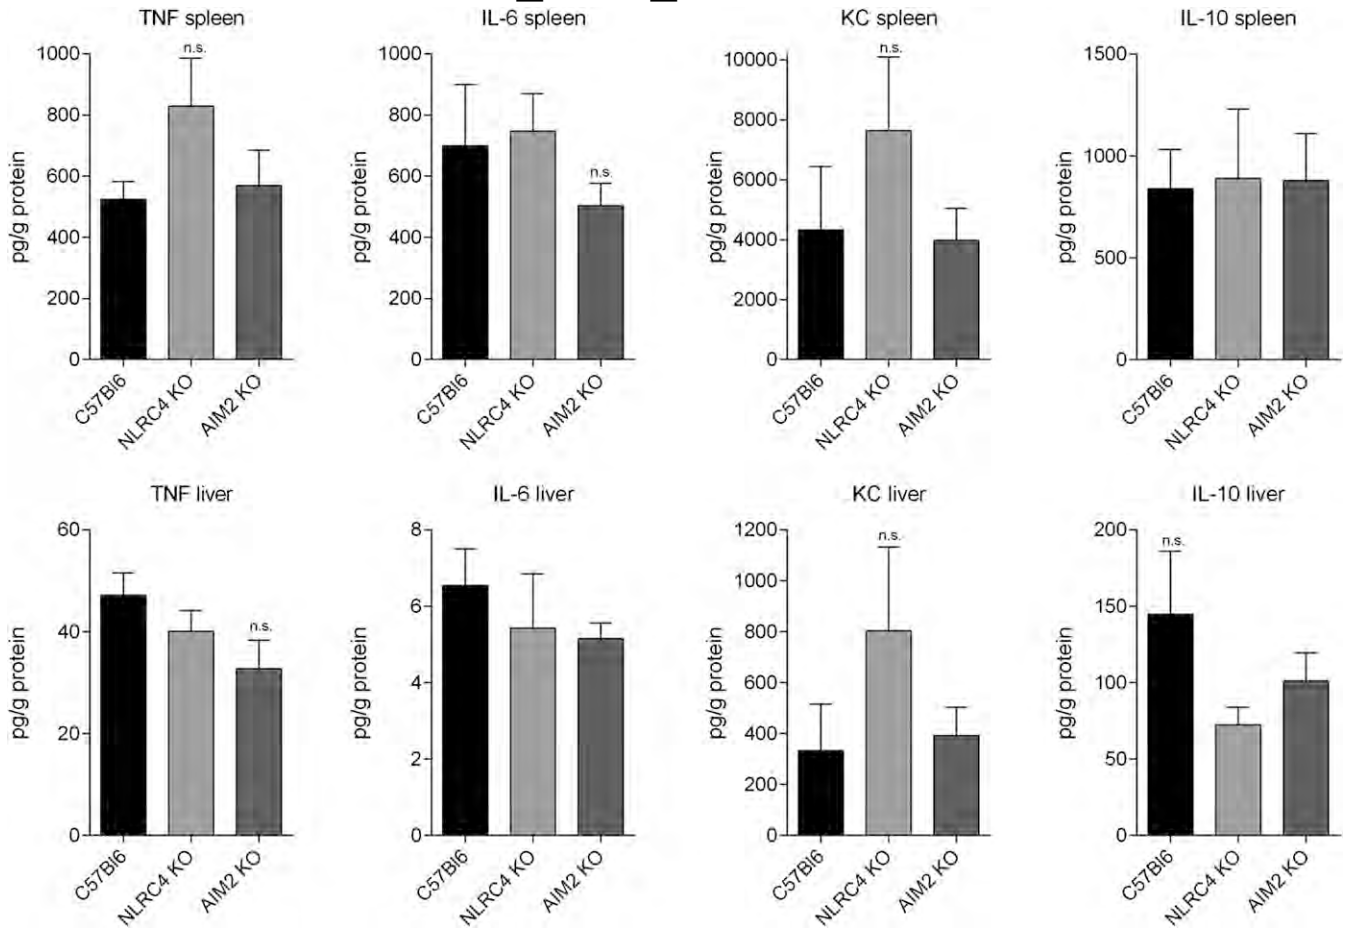 TNF spleen
IL-6 spleen
KC spleen
IL-10 spleen
pg/g protein
1000
800
600
400
200
0
n.s.
C57Bl6
NLRC4 KO
AIM2 KO
pg/g protein
1000
800
600
400
200
0
n.s.
C57Bl6
NLRC4 KO
AIM2 KO
pg/g protein
10000
8000
6000
4000
2000
0
n.s.
C57Bl6
NLRC4 KO
AIM2 KO
pg/g protein
1500
1000
500
0
C57Bl6
NLRC4 KO
AIM2 KO
TNF liver
IL-6 liver
KC liver
IL-10 liver
pg/g protein
60
40
20
0
n.s.
C57Bl6
NLRC4 KO
AIM2 KO
pg/g protein
8
6
4
2
0
C57Bl6
NLRC4 KO
AIM2 KO
pg/g protein
1200
1000
800
600
400
200
0
n.s.
C57Bl6
NLRC4 KO
AIM2 KO
pg/g protein
200
150
100
50
0
n.s.
C57Bl6
NLRC4 KO
AIM2 KO